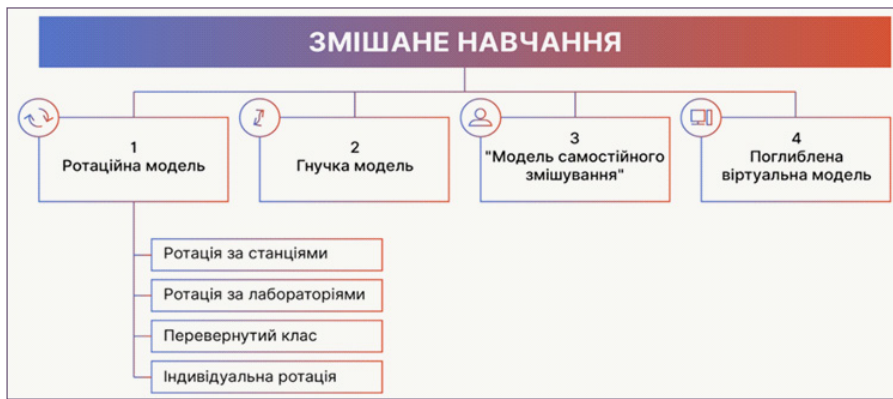 ЗМІШАНЕ НАВЧАННЯ
1
Ротаційна модель
2
Гнучка модель
3
"Модель самостійного
змішування"
4
Поглиблена
віртуальна модель
Ротація за станціями
Ротація за лабораторіями
Перевернутий клас
Індивідуальна ротація